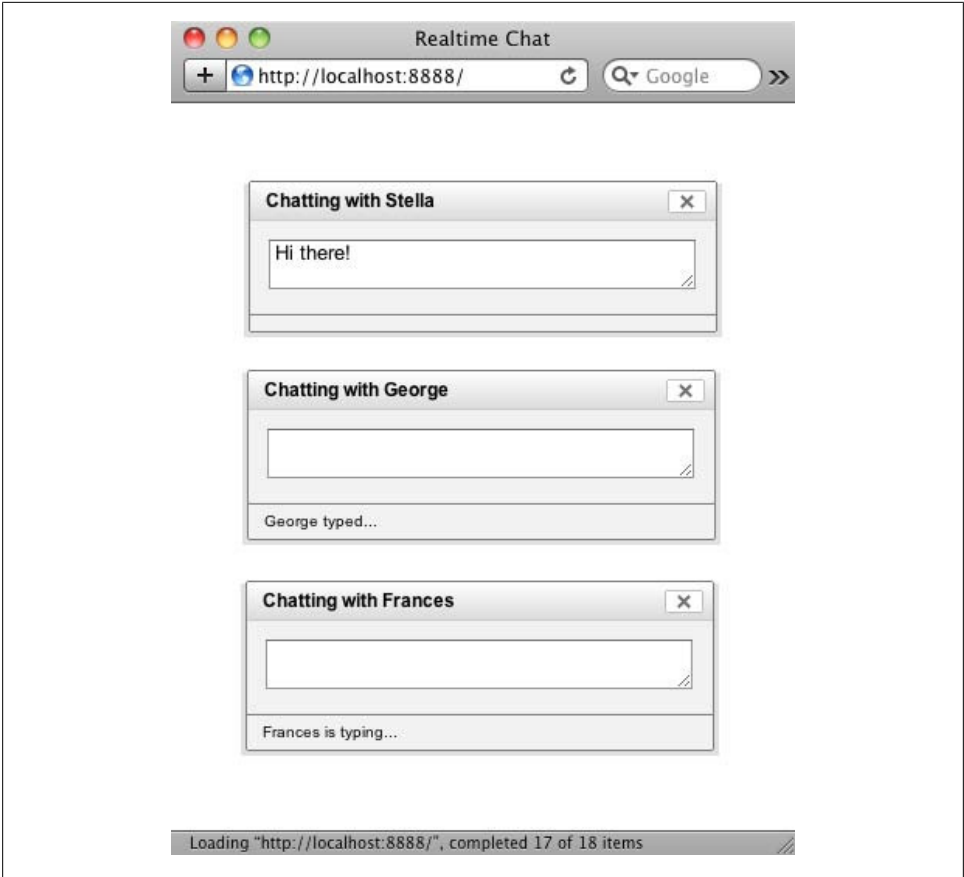 Realtime Chat
+ http://localhost:8888/ Google »
Chatting with Stella
Hi there!
Chatting with George
George typed...
Chatting with Frances
Frances is typing...
Loading “http://localhost:8888/”, completed 17 of 18 items